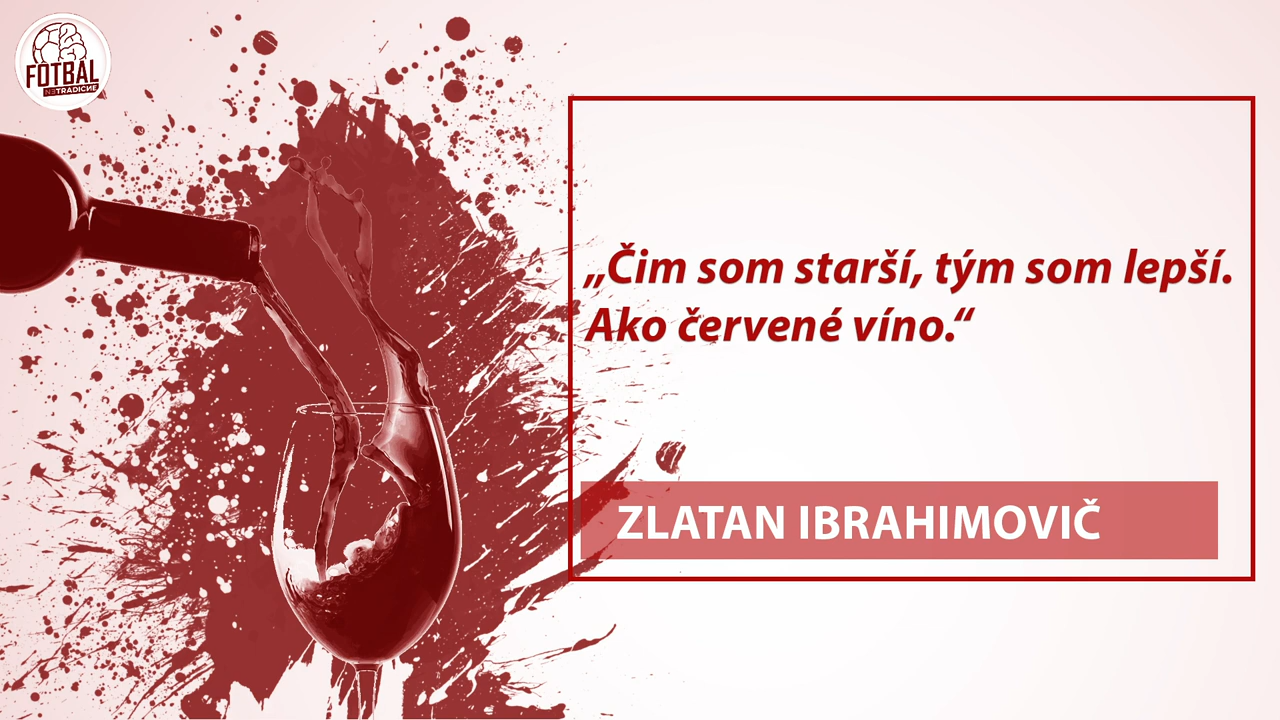 FOTBAL
NETRADIČNE
„Čim som starší, tým som lepší.
Ako červené víno.“
ZLATAN IBRAHIMOVIČ